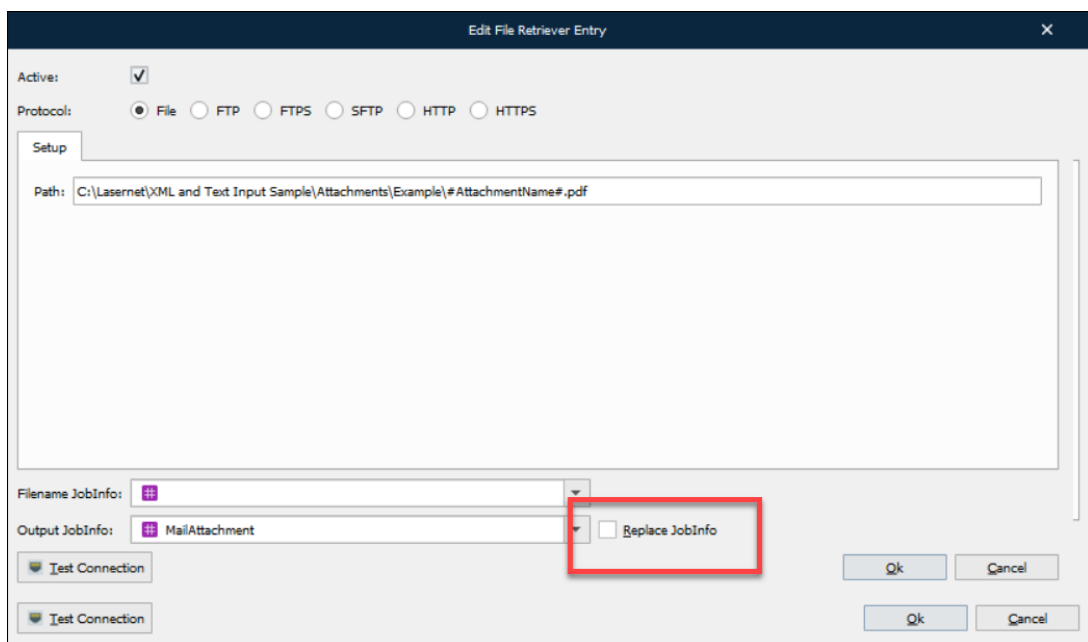 Edit File Retriever Entry
Active:
Protocol: File FTP FTPS SFTP HTTP HTTPS
Setup
Path: C:\Lasernet\XML and Text Input Sample\Attachments\Example\#AttachmentName#.pdf
Filename JobInfo:
Output JobInfo: MailAttachment Replace JobInfo
Test Connection Ok Cancel
Test Connection Ok Cancel